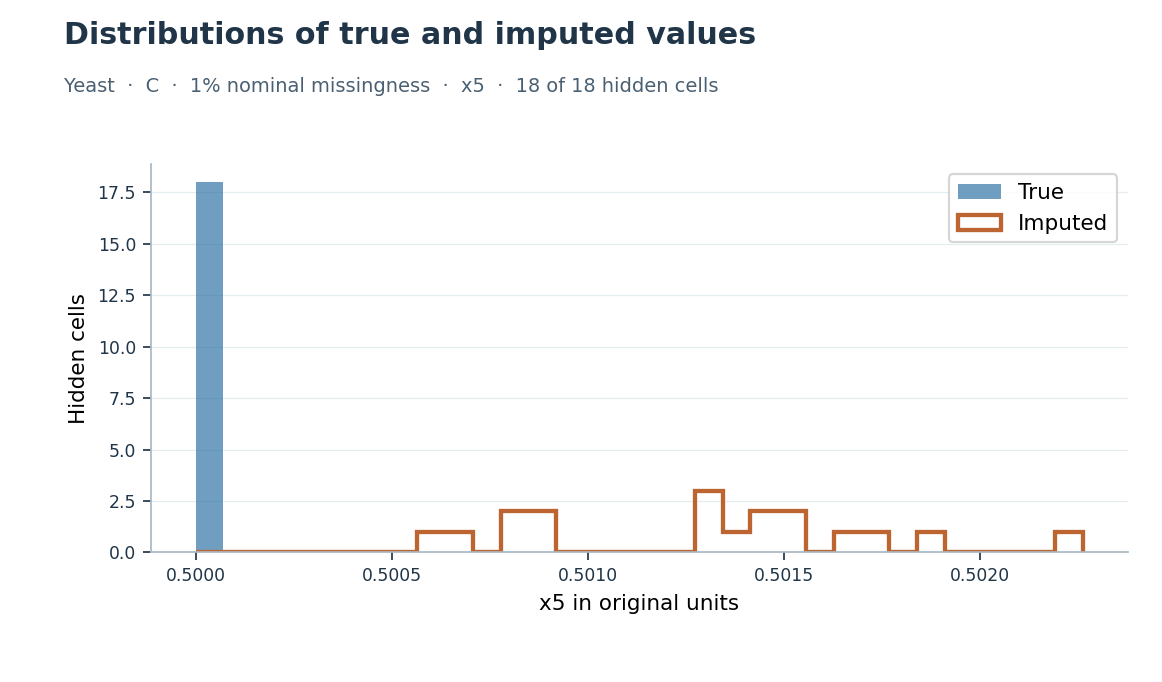 Distributions of true and imputed values
Yeast · C · 1% nominal missingness · x5 · 18 of 18 hidden cells
True
Imputed
Hidden cells
17.5
15.0
12.5
10.0
7.5
5.0
2.5
0.0
0.5000 0.5005 0.5010 0.5015 0.5020
x5 in original units